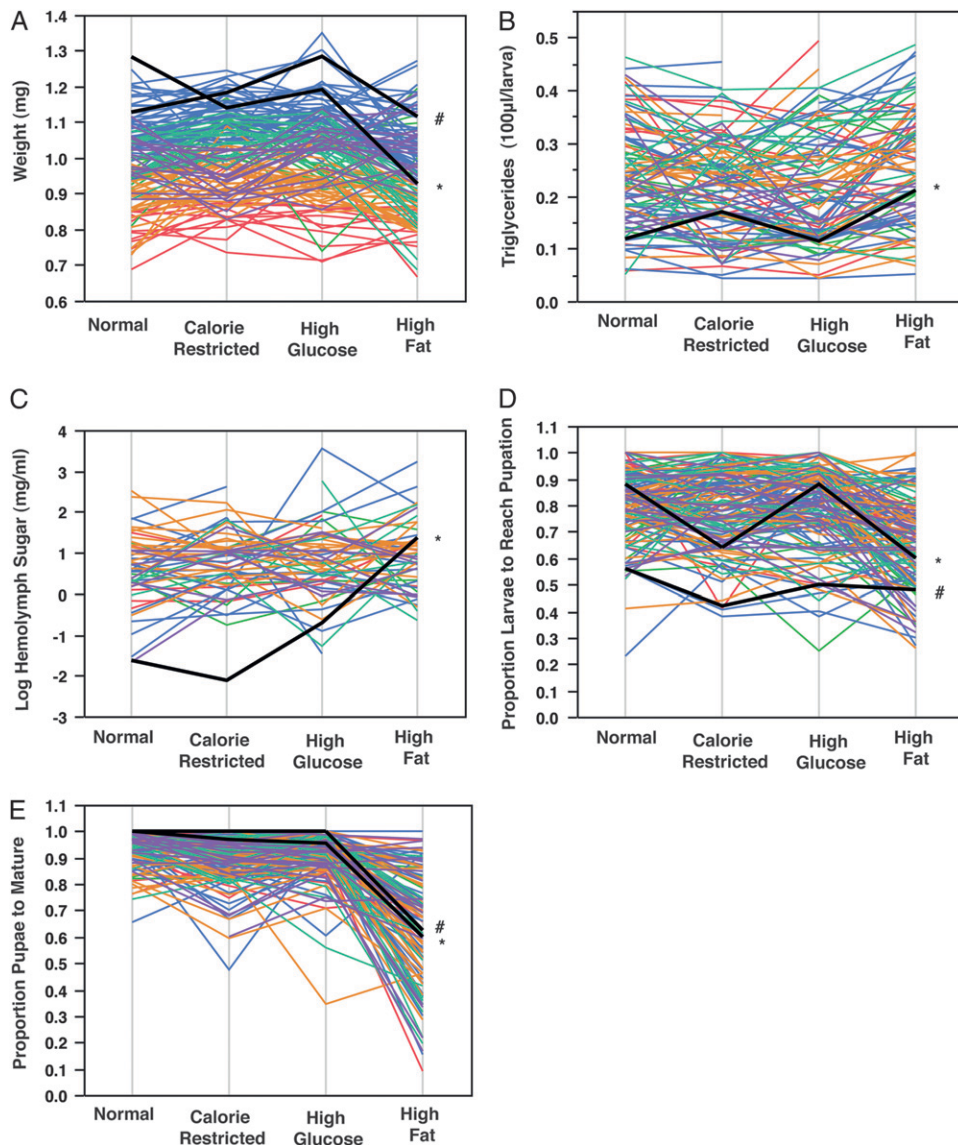 A
Weight (mg)
1.4
1.3
1.2
1.1
1.0
0.9
0.8
0.7
0.6
#
*
Normal
Calorie
Restricted
High
Glucose
High
Fat
B
Triglycerides (100µl/larva)
0.5
0.4
0.3
0.2
0.1
0.0
*
Normal
Calorie
Restricted
High
Glucose
High
Fat
C
Log Hemolymph Sugar (mg/ml)
4
3
2
1
0
-1
-2
-3
*
Normal
Calorie
Restricted
High
Glucose
High
Fat
D
Proportion Larvae to Reach Pupation
1.1
1.0
0.9
0.8
0.7
0.6
0.5
0.4
0.3
0.2
0.1
0.0
*
#
Normal
Calorie
Restricted
High
Glucose
High
Fat
E
Proportion Pupae to Mature
1.1
1.0
0.9
0.8
0.7
0.6
0.5
0.4
0.3
0.2
0.1
0.0
#
*
Normal
Calorie
Restricted
High
Glucose
High
Fat